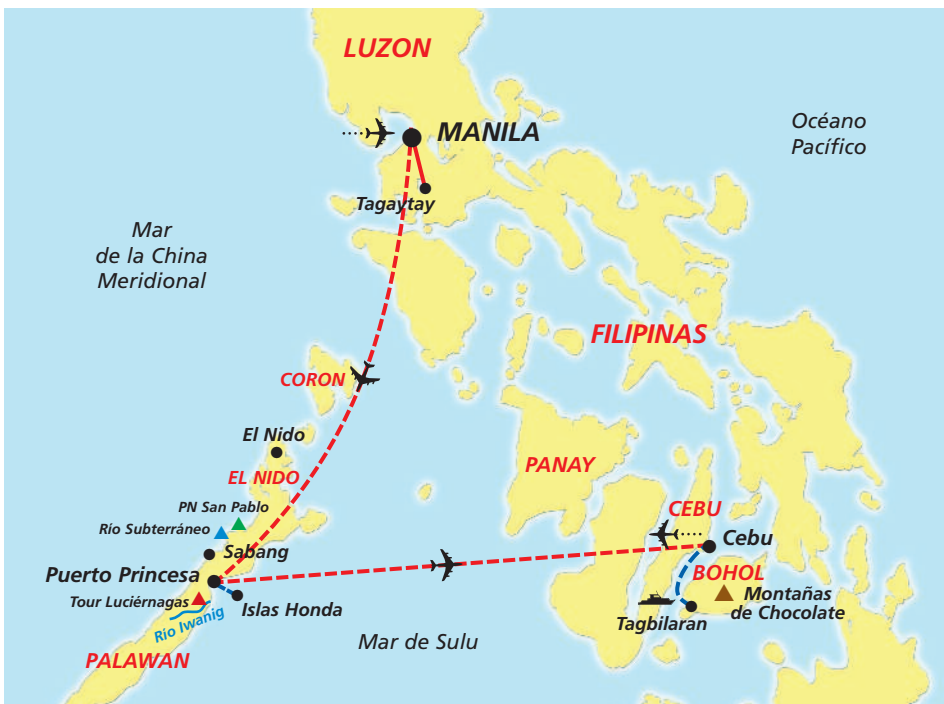 LUZON
MANILA
Océano
Pacífico
Tagaytay
Mar
de la China
Meridional
FILIPINAS
CORON
El Nido
EL NIDO
PANAY
PN San Pablo
Río Subterráneo
Sabang
CEBU
Cebu
Puerto Princesa
BOHOL
Tour Luciérnagas
Islas Honda
Montañas
de Chocolate
Rio Iwanig
Tagbilaran
Mar de Sulu
PALAWAN